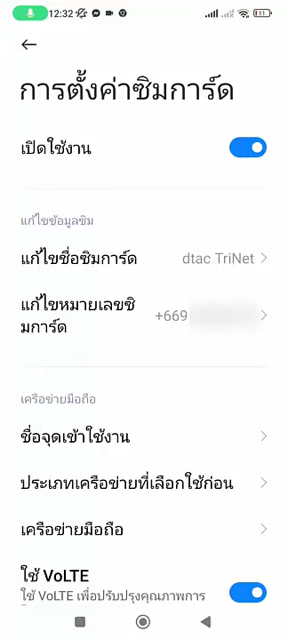 12:32
การตั้งค่าซิมการ์ด
เปิดใช้งาน
แก้ไขข้อมูลซิม
แก้ไขชื่อซิมการ์ด dtac TriNet
แก้ไขหมายเลขซิ
มการ์ด +669
เครือข่ายมือถือ
ชื่อจุดเข้าใช้งาน
ประเภทเครือข่ายที่เลือกใช้ก่อน
เครือข่ายมือถือ
ใช้ VoLTE
ใช้ VoLTE เพื่อปรับปรุงคุณภาพการ